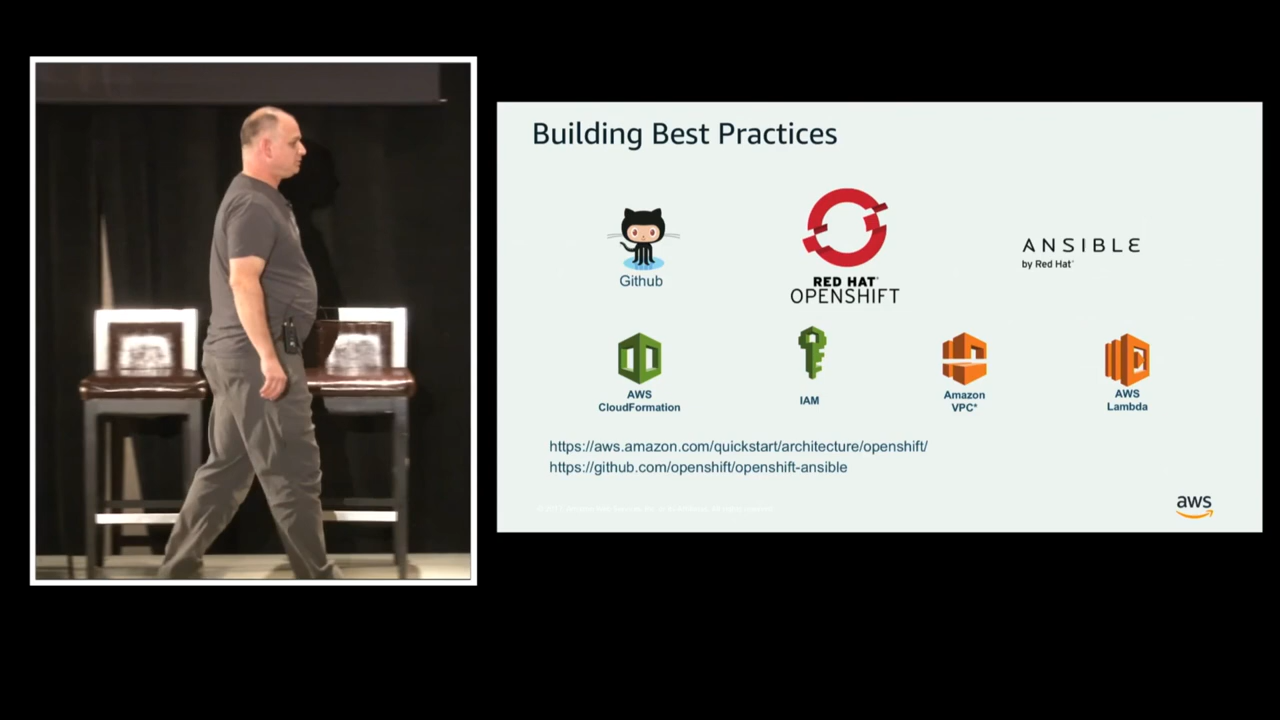 Building Best Practices
Github
RED HAT®
OPENSHIFT
ANSIBLE
by Red Hat®
AWS
CloudFormation
IAM
Amazon
VPC*
AWS
Lambda
https://aws.amazon.com/quickstart/architecture/openshift/
https://github.com/openshift/openshift-ansible
aws